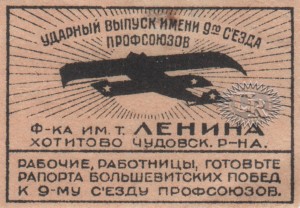 УДАРНЫЙ ВЫПУСК ИМЕНИ 9ГО С'ЕЗДА
ПРОФСОЮЗОВ
Ф-КА ИМ. Т. ЛЕНИНА
ХОТИТОВО ЧУДОВСК. Р-НА.
РАБОЧИЕ, РАБОТНИЦЫ, ГОТОВЬТЕ
РАПОРТА БОЛЬШЕВИТСКИХ ПОБЕД
К 9-МУ С'ЕЗДУ ПРОФСОЮЗОВ.